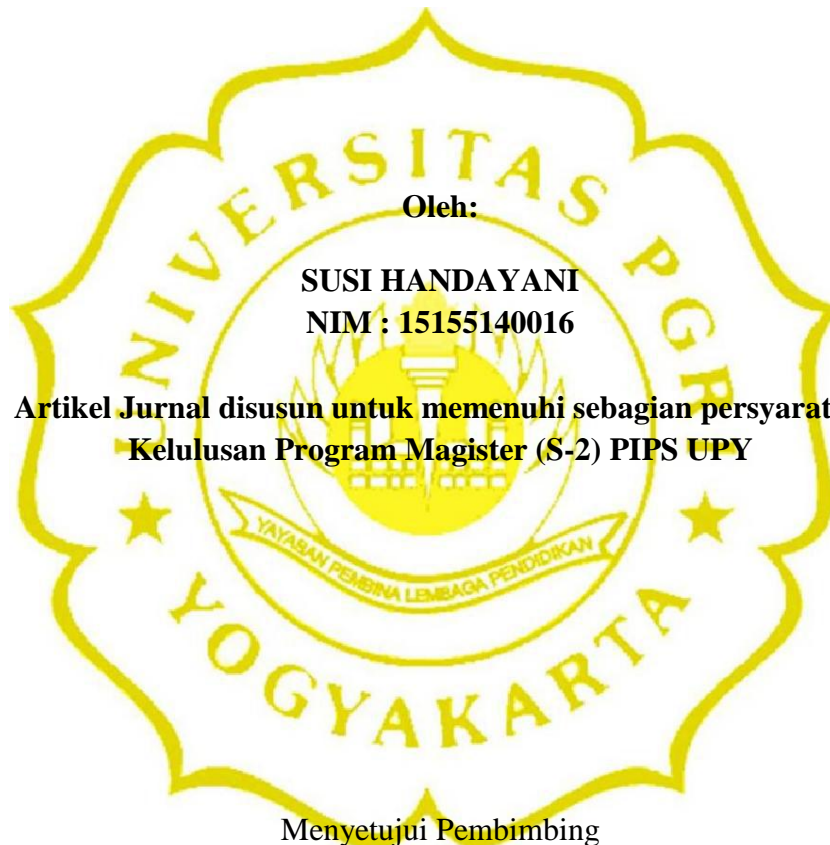 UNIVERSITAS PGRI
Oleh:
SUSI HANDAYANI
NIM : 15155140016
Artikel Jurnal disusun untuk memenuhi sebagian persyarat
Kelulusan Program Magister (S-2) PIPS UPY
YAYASAN PEMBINA LEMBAGA PENDIDIKAN
YOGYAKARTA
Menyetujui Pembimbing